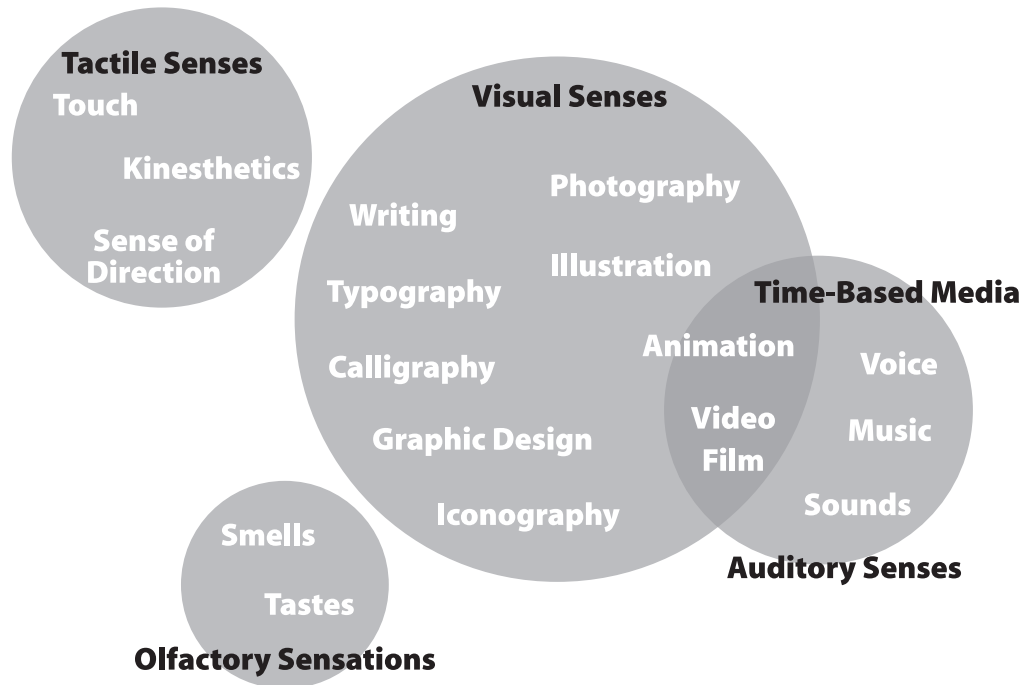 Tactile Senses
Touch
Kinesthetics
Sense of
Direction
Visual Senses
Photography
Writing
Illustration
Typography
Calligraphy
Graphic Design
Iconography
Time-Based Media
Animation
Video
Film
Voice
Music
Sounds
Auditory Senses
Smells
Tastes
Olfactory Sensations